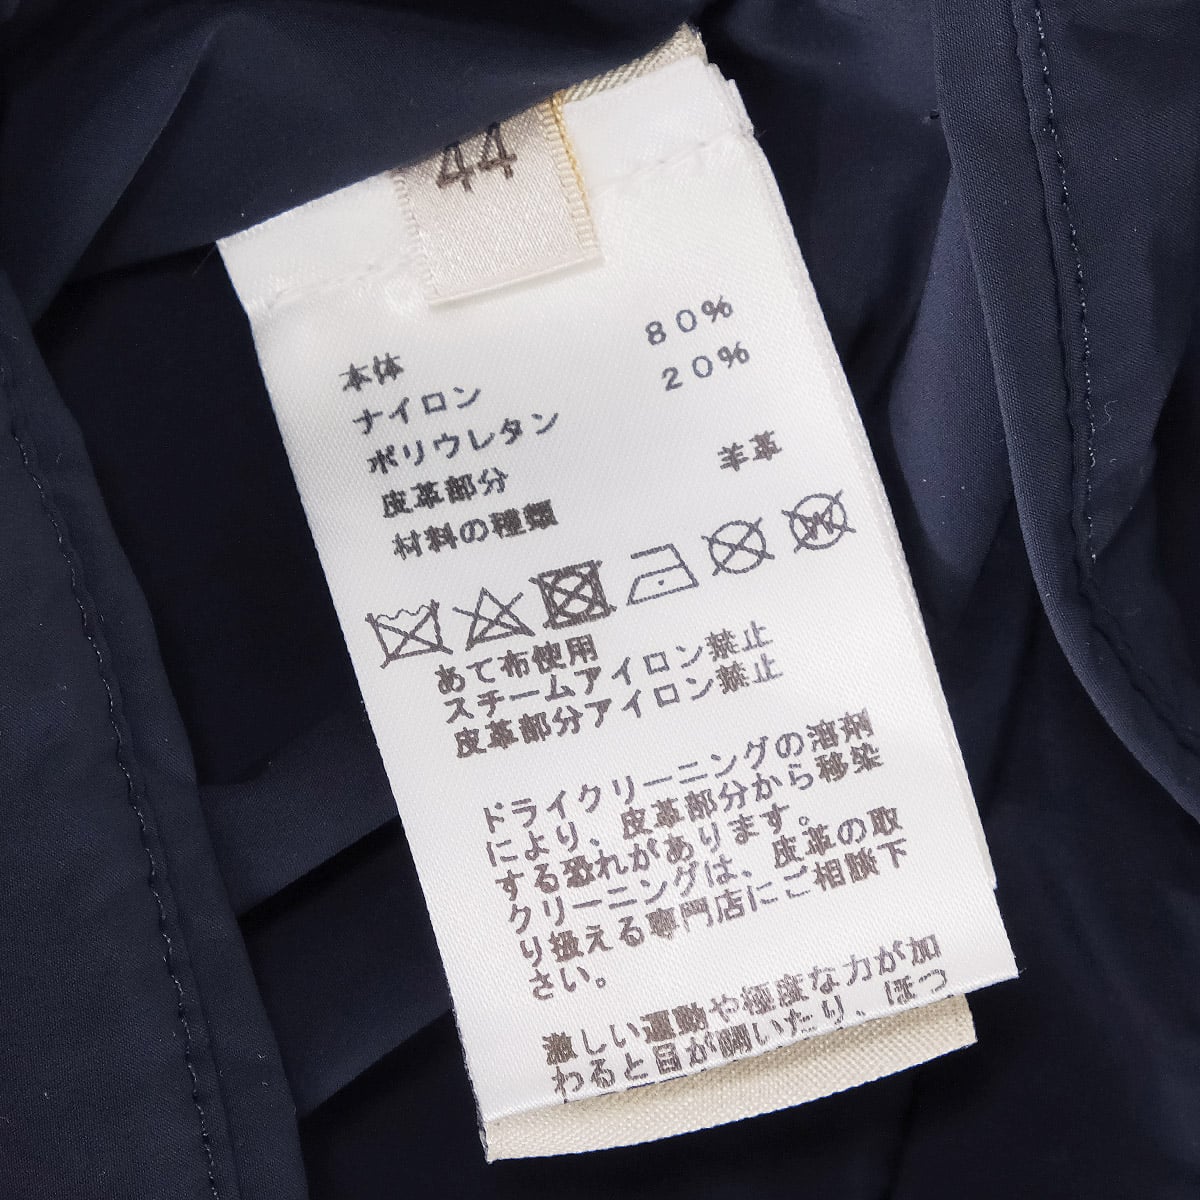 44
本体
ナイロン 80%
ポリウレタン 20%
皮革部分
材料の種類 羊革
W
あて布使用
スチームアイロン禁止
皮革部分アイロン禁止
ドライクリーニングの溶剤
により、皮革部分から移染
する恐れがあります。
クリーニングは、皮革の取
り扱える専門店にご相談下
さい。
激しい運動や極度な力が加
わると目が開いたり、ほつ